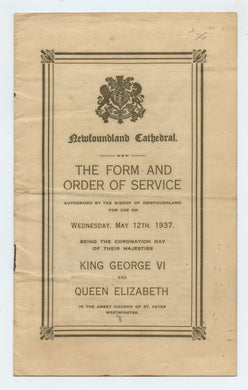 Newfoundland Cathedral.
THE FORM AND
ORDER OF SERVICE
AUTHORIZED BY THE BISHOP OF NEWFOUNDLAND
FOR USE ON
WEDNESDAY, MAY 12TH, 1937.
BEING THE CORONATION DAY
OF THEIR MAJESTIES
KING GEORGE VI
AND
QUEEN ELIZABETH
IN THE ABBEY CHURCH OF ST. PETER
WESTMINSTER.